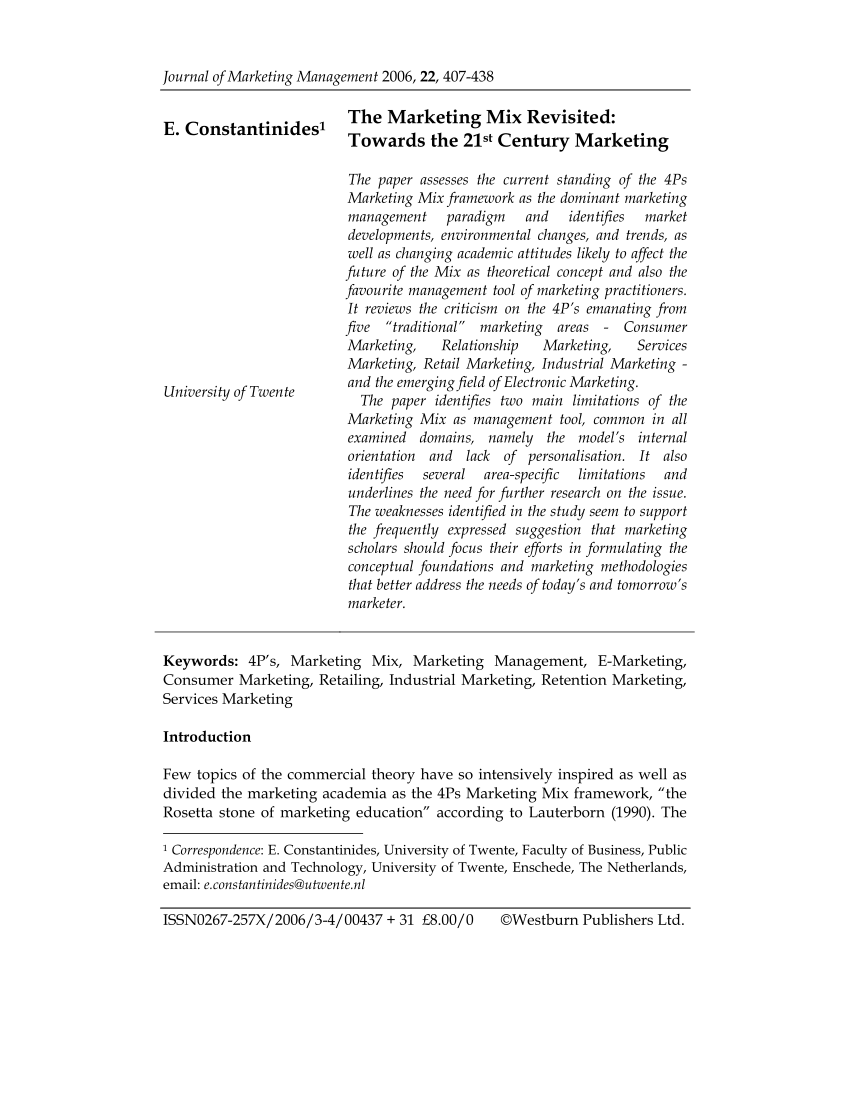 Journal of Marketing Management 2006, 22, 407-438
E. Constantinides¹
The Marketing Mix Revisited:
Towards the 21st Century Marketing
The paper assesses the current standing of the 4Ps
Marketing Mix framework as the dominant marketing
management paradigm and identifies market
developments, environmental changes, and trends, as
well as changing academic attitudes likely to affect the
future of the Mix as theoretical concept and also the
favourite management tool of marketing practitioners.
It reviews the criticism on the 4P's emanating from
five “traditional” marketing areas - Consumer
Marketing, Relationship Marketing, Services
Marketing, Retail Marketing, Industrial Marketing -
and the emerging field of Electronic Marketing.
University of Twente
The paper identifies two main limitations of the
Marketing Mix as management tool, common in all
examined domains, namely the model's internal
orientation and lack of personalisation. It also
identifies several area-specific limitations and
underlines the need for further research on the issue.
The weaknesses identified in the study seem to support
the frequently expressed suggestion that marketing
scholars should focus their efforts in formulating the
conceptual foundations and marketing methodologies
that better address the needs of today's and tomorrow's
marketer.
Keywords: 4P's, Marketing Mix, Marketing Management, E-Marketing,
Consumer Marketing, Retailing, Industrial Marketing, Retention Marketing,
Services Marketing
Introduction
Few topics of the commercial theory have so intensively inspired as well as
divided the marketing academia as the 4Ps Marketing Mix framework, “the
Rosetta stone of marketing education” according to Lauterborn (1990). The
¹ Correspondence: E. Constantinides, University of Twente, Faculty of Business, Public
Administration and Technology, University of Twente, Enschede, The Netherlands,
email: e.constantinides@utwente.nl
ISSN0267-257X/2006/3-4/00437 + 31 £8.00/0 ©Westburn Publishers Ltd.